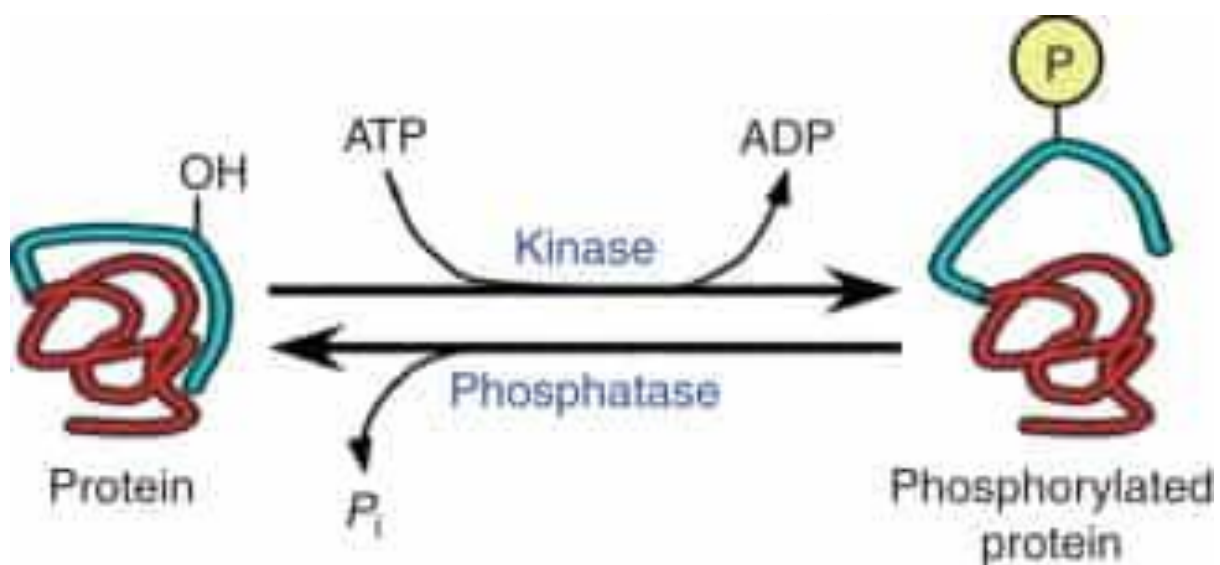 P
ATP
ADP
OH
Kinase
Phosphatase
Protein
Pi
Phosphorylated
protein